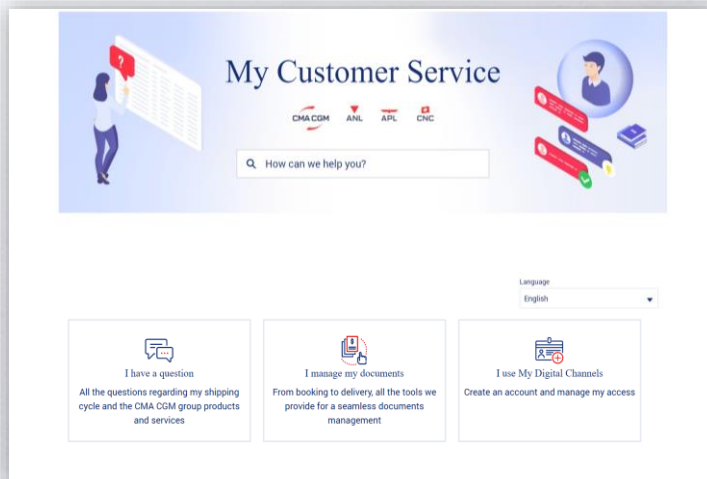 ?
My Customer Service
CMA CGM ANL APL CNC
How can we help you?
Language
English
I have a question
All the questions regarding my shipping
cycle and the CMA CGM group products
and services
I manage my documents
From booking to delivery, all the tools we
provide for a seamless documents
management
I use My Digital Channels
Create an account and manage my access